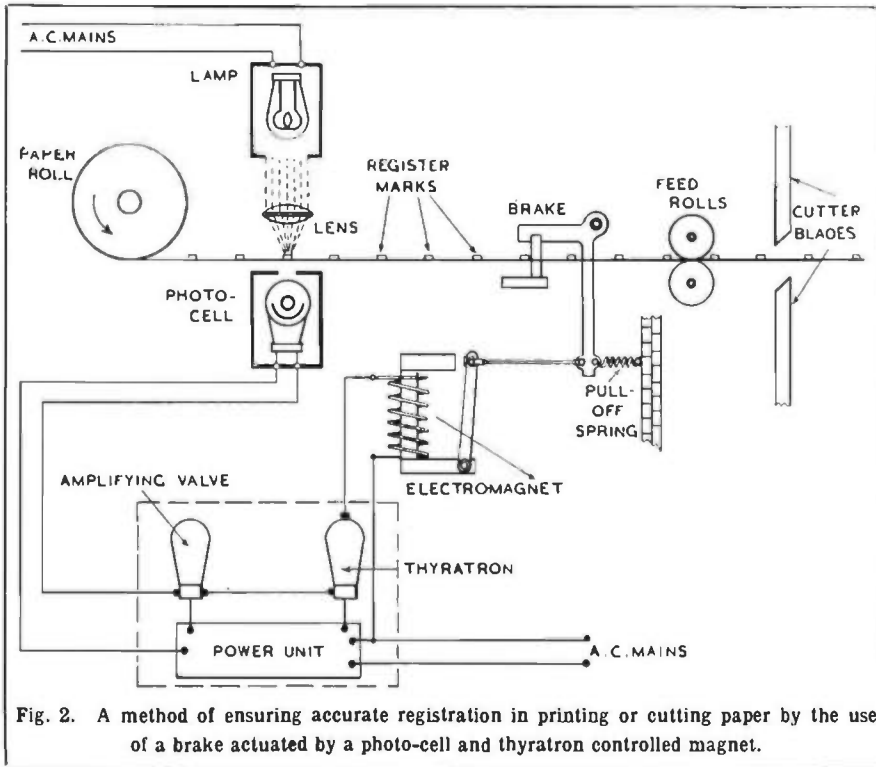 A.C. MAINS
LAMP
PAPER
ROLL
LENS
REGISTER
MARKS
BRAKE
FEED
ROLLS
CUTTER
BLADES
PHOTO-
CELL
PULL-
OFF
SPRING
ELECTROMAGNET
AMPLIFYING VALVE
THYRATRON
POWER UNIT
A.C. MAINS
Fig. 2. A method of ensuring accurate registration in printing or cutting paper by the use
of a brake actuated by a photo-cell and thyratron controlled magnet.